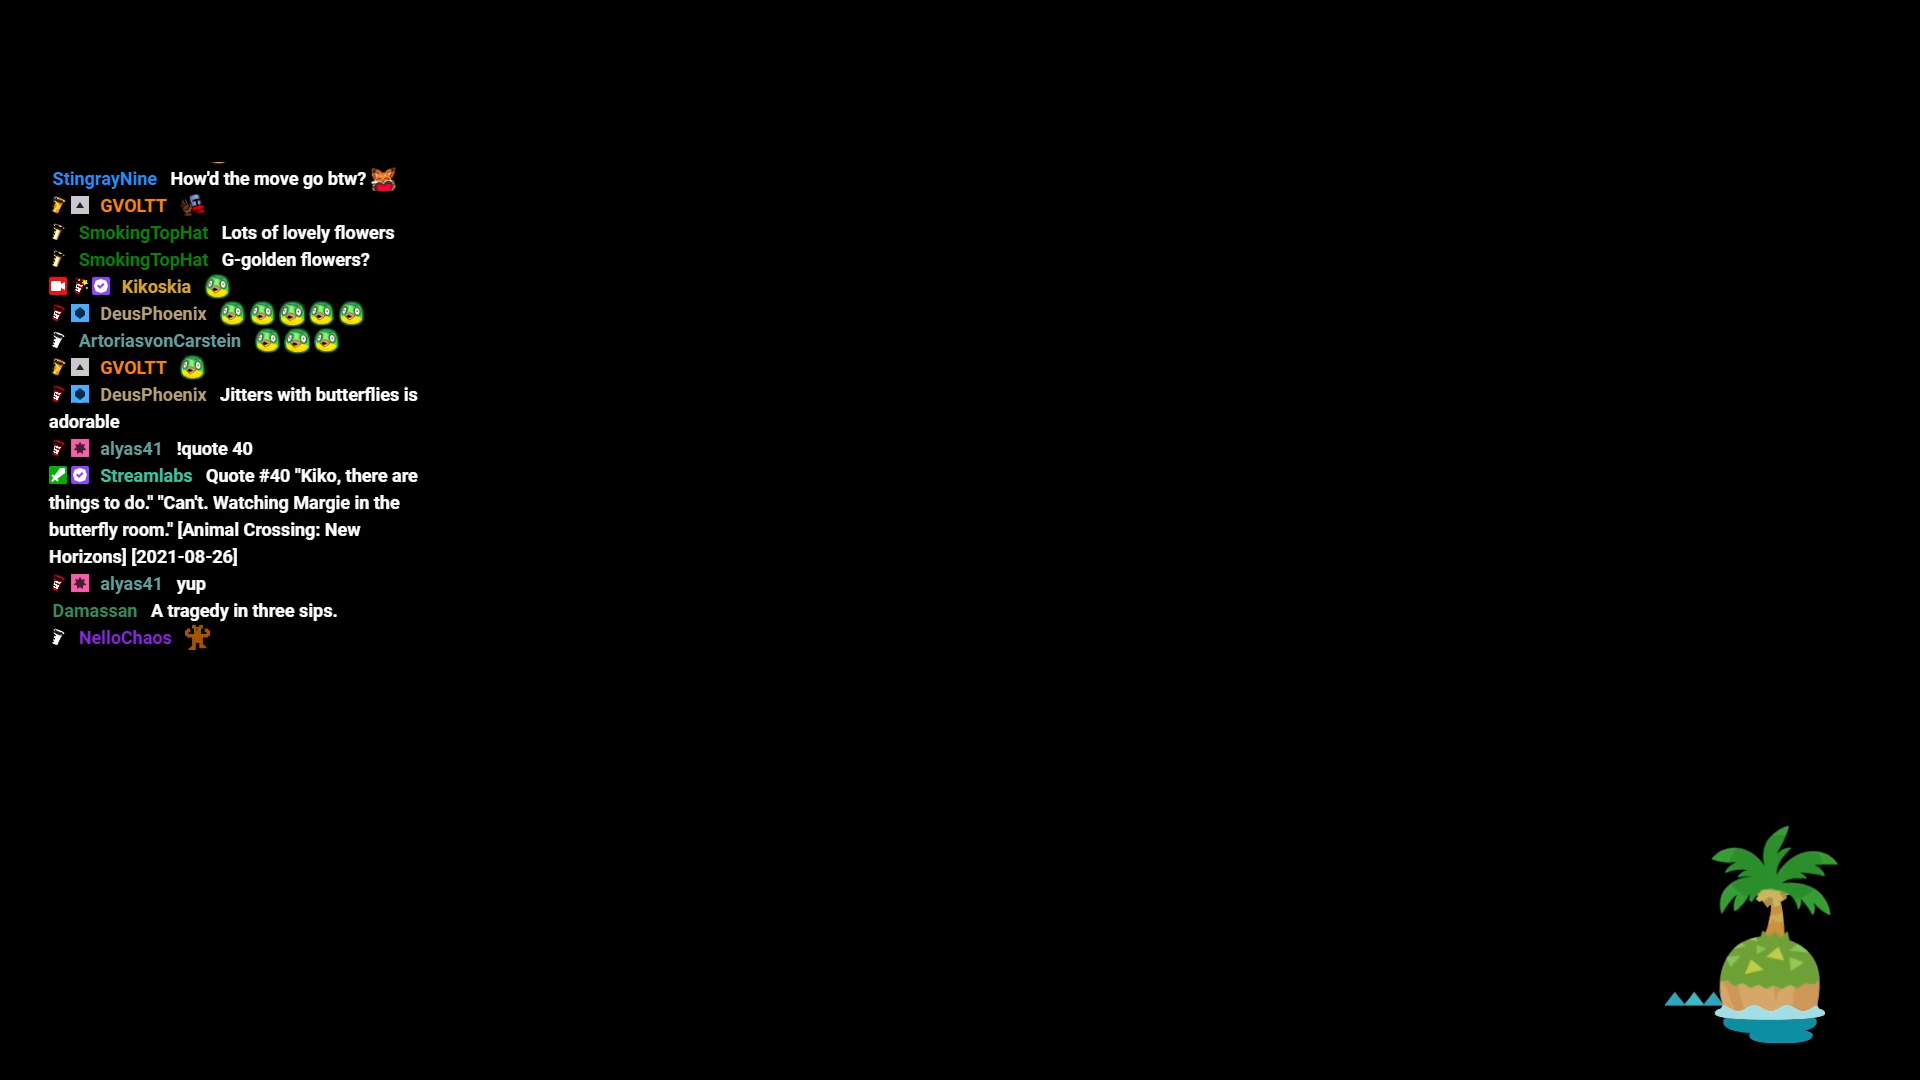 StingrayNine How'd the move go btw?
GVOLTT
SmokingTopHat Lots of lovely flowers
SmokingTopHat G-golden flowers?
Kikoskia
DeusPhoenix
ArtoriasvonCarstein
GVOLTT
DeusPhoenix Jitters with butterflies is
adorable
alyas41 !quote 40
Streamlabs Quote #40 "Kiko, there are
things to do." "Can't. Watching Margie in the
butterfly room." [Animal Crossing: New
Horizons] [2021-08-26]
alyas41 yup
Damassan A tragedy in three sips.
NelloChaos